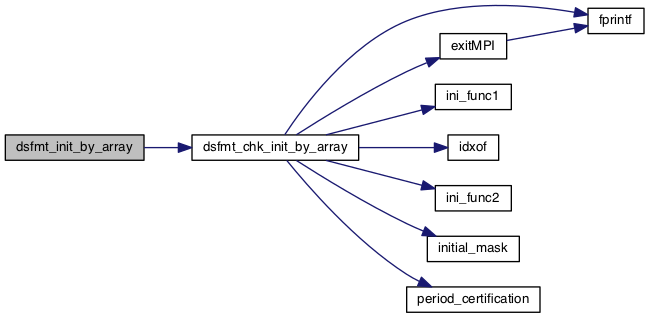 fprintf
exitMPI
ini_func1
dsfmt_init_by_array
dsfmt_chk_init_by_array
idxof
ini_func2
initial_mask
period_certification